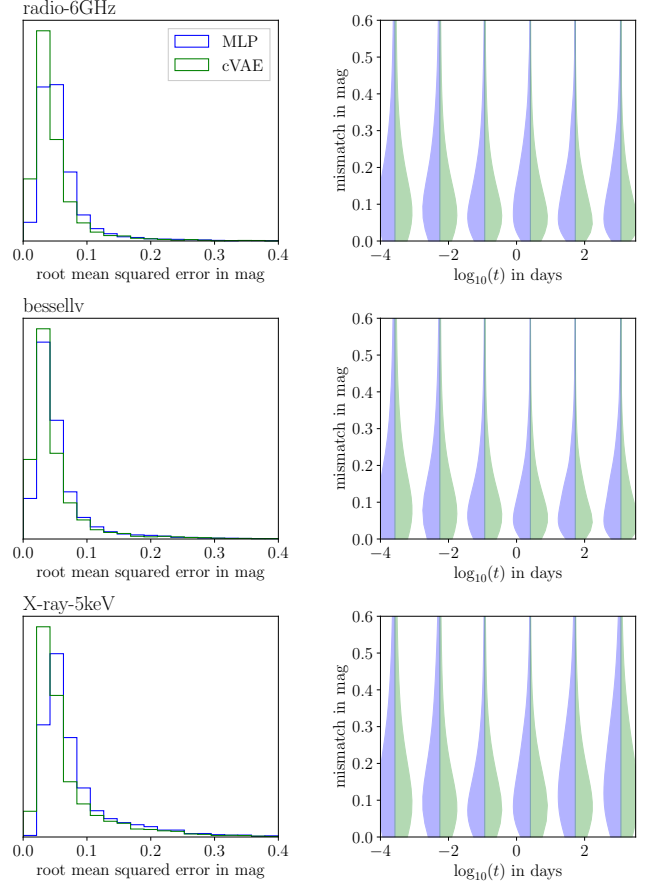 radio-6GHz
MLP
cVAE
0.0 0.1 0.2 0.3 0.4
root mean squared error in mag
0.6
0.5
0.4
0.3
0.2
0.1
0.0
mismatch in mag
−4 −2 0 2
log₁₀(t) in days
bessellv
0.0 0.1 0.2 0.3 0.4
root mean squared error in mag
0.6
0.5
0.4
0.3
0.2
0.1
0.0
mismatch in mag
−4 −2 0 2
log₁₀(t) in days
X-ray-5keV
0.0 0.1 0.2 0.3 0.4
root mean squared error in mag
0.6
0.5
0.4
0.3
0.2
0.1
0.0
mismatch in mag
−4 −2 0 2
log₁₀(t) in days